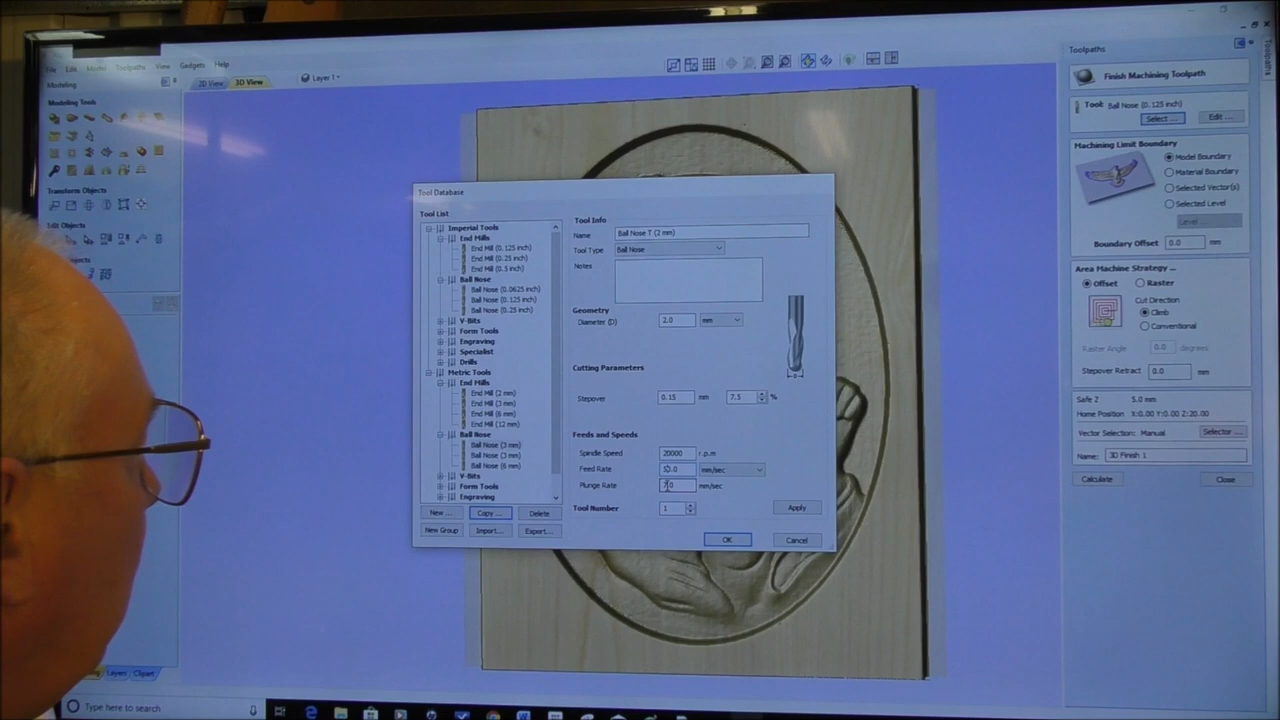 File Edit Model Toolpaths View Gadgets Help
Modeling
2D View 3D View Layer 1
Modeling Tools
Transform Objects
Edit Objects
Layers Clipart
Type here to search
Tool Database
Tool List
Imperial Tools
End Mills
End Mill (0.125 inch)
End Mill (0.25 inch)
End Mill (0.5 inch)
Ball Nose
Ball Nose (0.0625 inch)
Ball Nose (0.125 inch)
Ball Nose (0.25 inch)
V-Bits
Form Tools
Engraving
Specialist
Drills
Metric Tools
End Mills
End Mill (2 mm)
End Mill (3 mm)
End Mill (6 mm)
End Mill (12 mm)
Ball Nose
Ball Nose (3 mm)
Ball Nose (3 mm)
Ball Nose (6 mm)
V-Bits
Form Tools
Engraving
New ... Copy ... Delete
New Group Import... Export...
Tool Info
Name Ball Nose T (2 mm)
Tool Type Ball Nose
Notes
Geometry
Diameter (D) 2.0 mm
Cutting Parameters
Stepover 0.15 mm 7.5 %
Feeds and Speeds
Spindle Speed 20000 r.p.m
Feed Rate mm/sec
Plunge Rate mm/sec
Tool Number 1 Apply
OK Cancel
Toolpaths
Toolpaths
Finish Machining Toolpath
Tool: Ball Nose (0.125 inch)
Select ... Edit ...
Machining Limit Boundary
Model Boundary
Material Boundary
Selected Vector(s)
Selected Level
Level ...
Boundary Offset 0.0 mm
Area Machine Strategy ...
Offset Raster
Cut Direction
Climb
Conventional
Raster Angle 0.0 degrees
Stepover Retract 0.0 mm
Safe Z 5.0 mm
Home Position X:0.00 Y:0.00 Z:20.00
Vector Selection: Manual Selector ...
Name: 3D Finish 1
Calculate Close